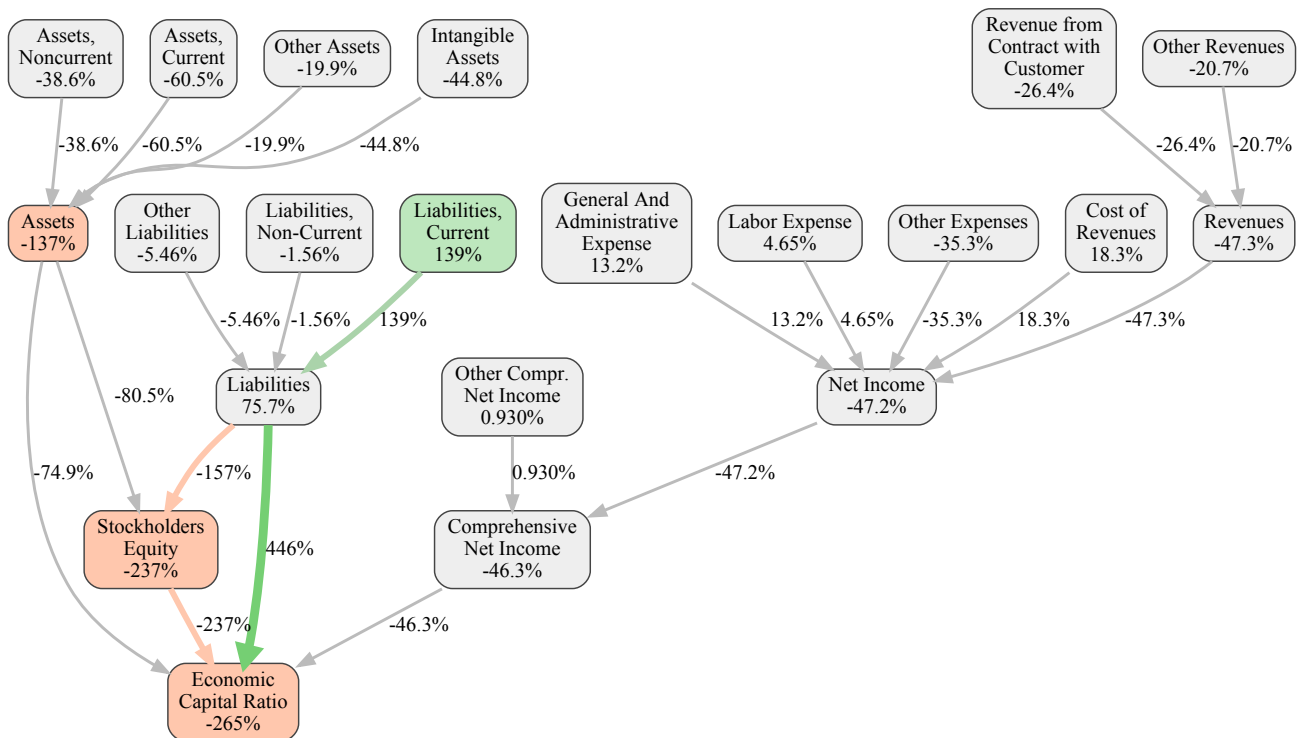 Assets,
Noncurrent
-38.6%
Assets,
Current
-60.5%
Other Assets
-19.9%
Intangible
Assets
-44.8%
Revenue from
Contract with
Customer
-26.4%
Other Revenues
-20.7%
-38.6%
-60.5%
-19.9%
-44.8%
-26.4%
-20.7%
Assets
-137%
Other
Liabilities
-5.46%
Liabilities,
Non-Current
-1.56%
Liabilities,
Current
139%
General And
Administrative
Expense
13.2%
Labor Expense
4.65%
Other Expenses
-35.3%
Cost of
Revenues
18.3%
Revenues
-47.3%
-5.46%
-1.56%
139%
13.2%
4.65%
-35.3%
18.3%
-47.3%
-80.5%
Liabilities
75.7%
Other Compr.
Net Income
0.930%
Net Income
-47.2%
-74.9%
-157%
0.930%
-47.2%
Stockholders
Equity
-237%
446%
Comprehensive
Net Income
-46.3%
-237%
-46.3%
Economic
Capital Ratio
-265%